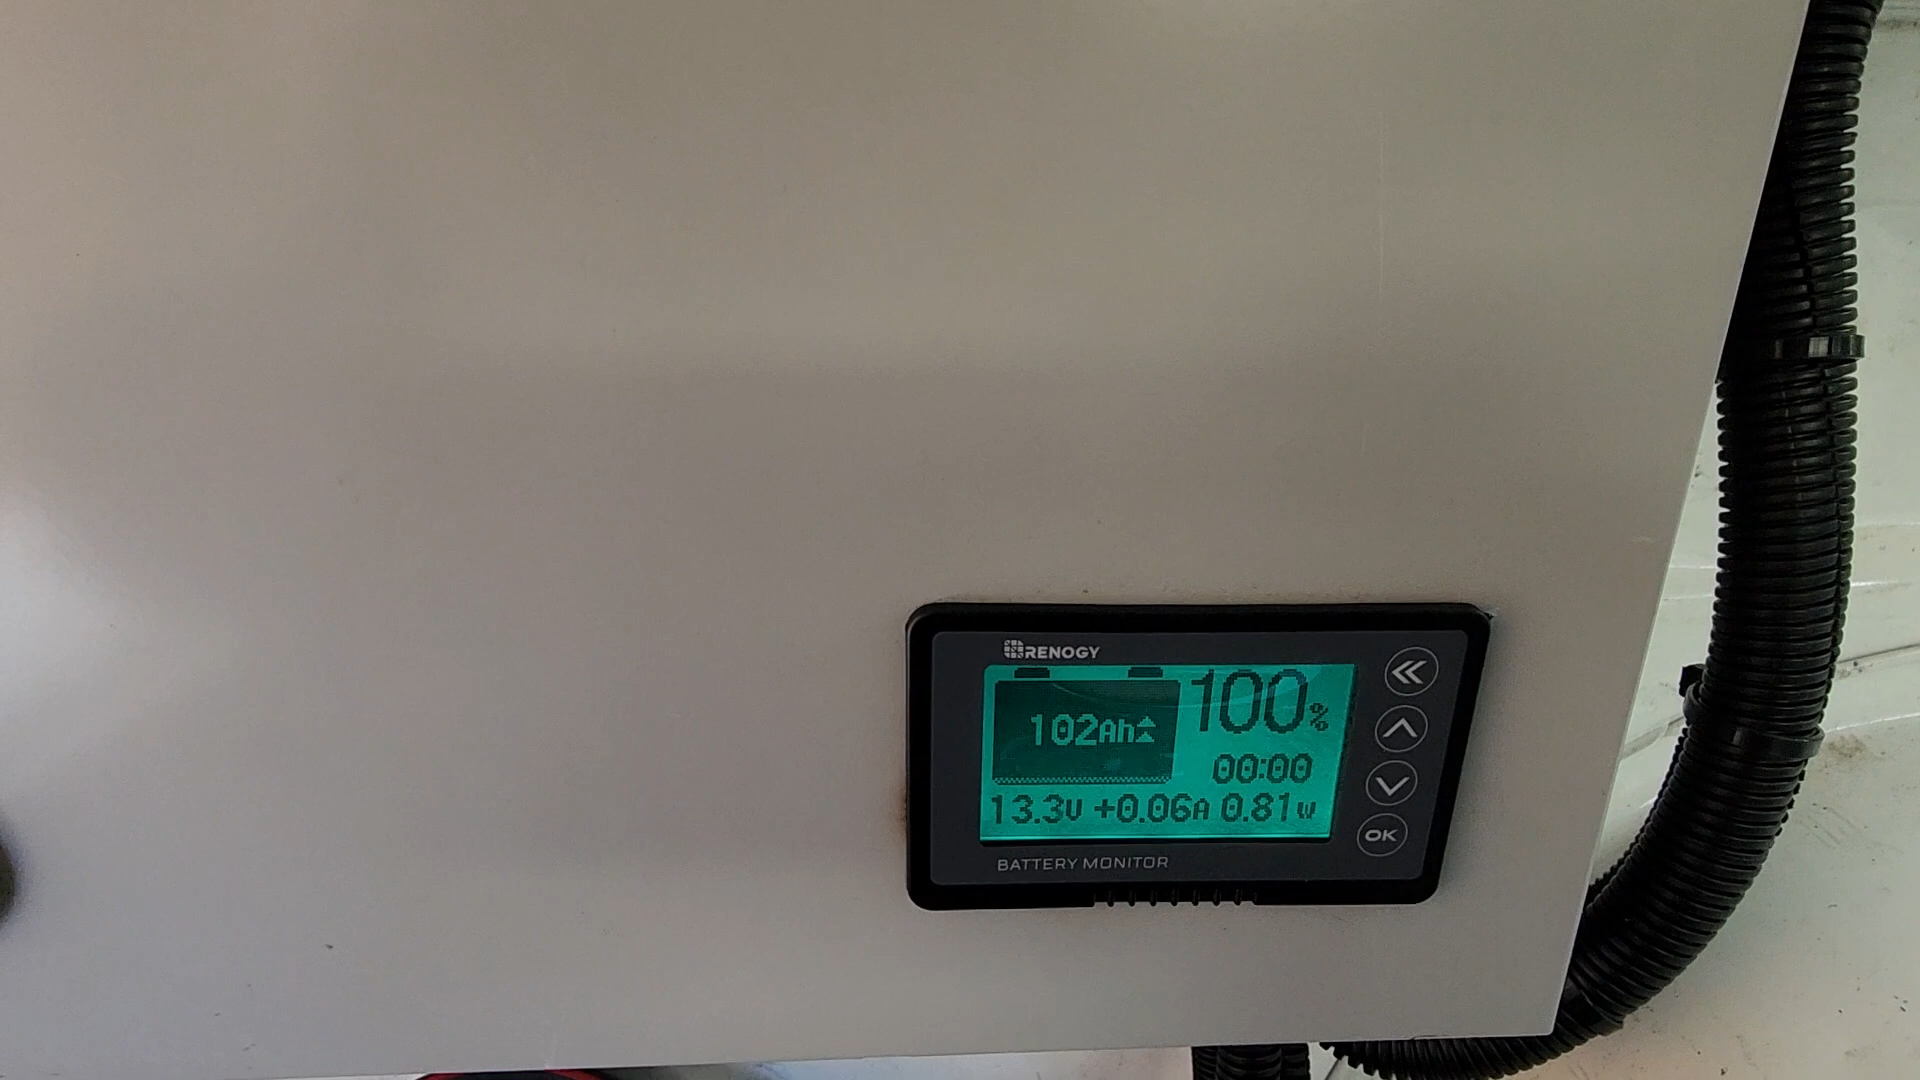 RENOGY
102Ah
100%
00:00
13.3V +0.06A 0.81W
OK
BATTERY MONITOR